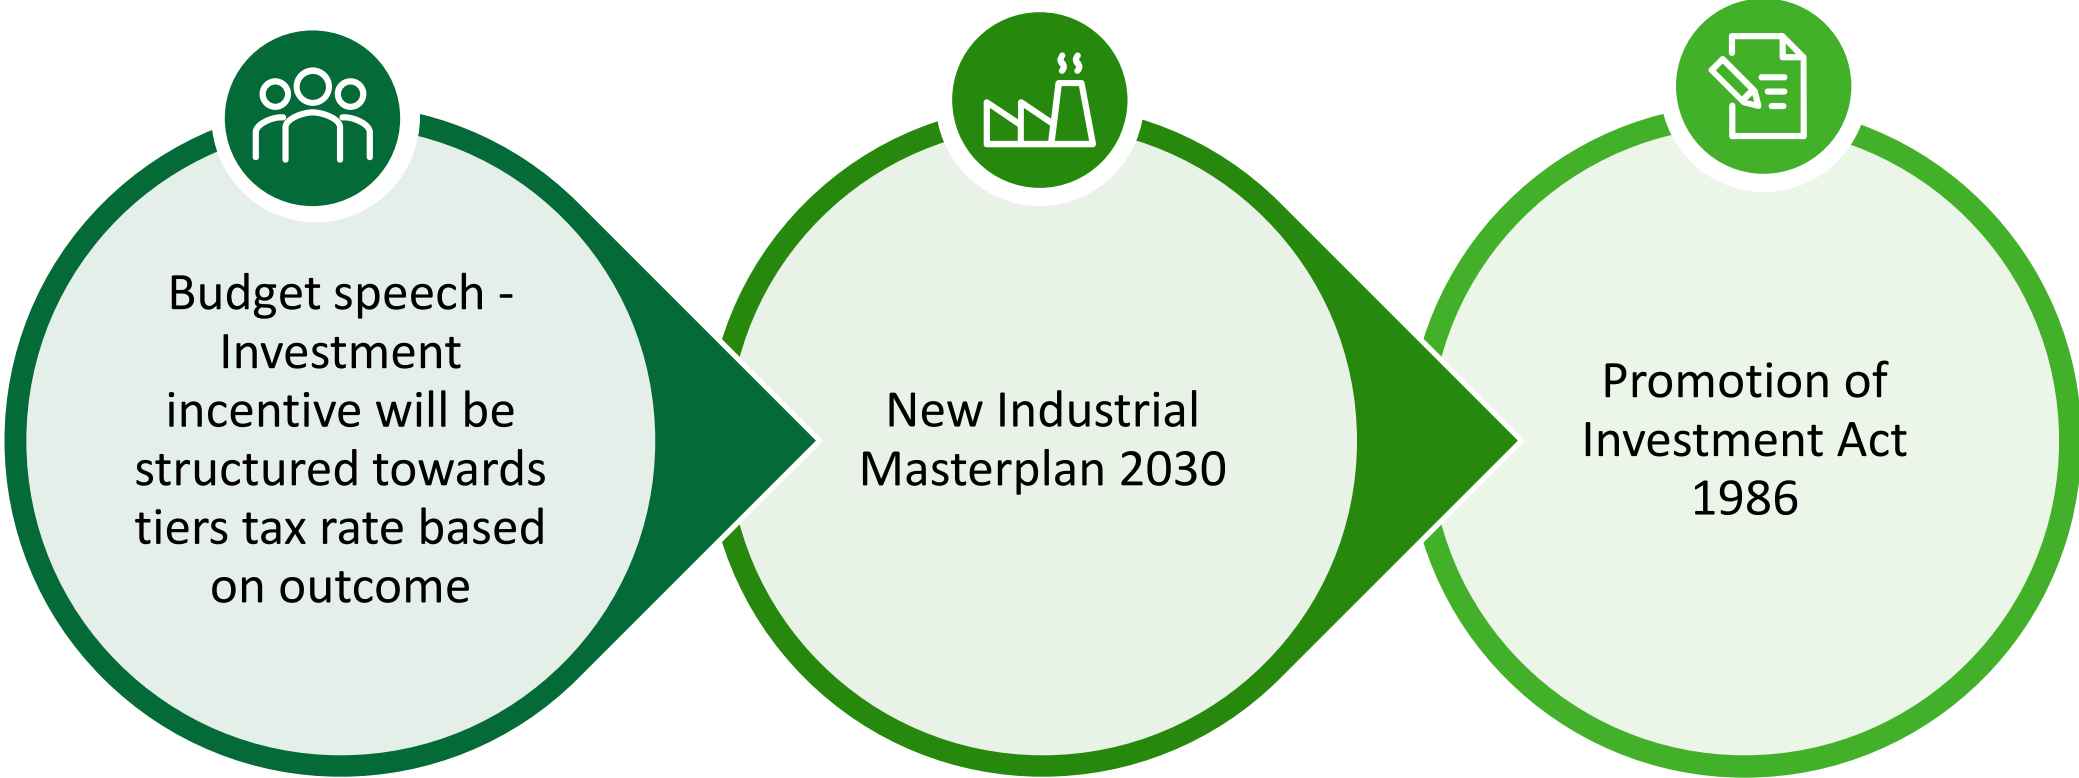 Budget speech -
Investment
incentive will be
structured towards
tiers tax rate based
on outcome
New Industrial
Masterplan 2030
Promotion of
Investment Act
1986